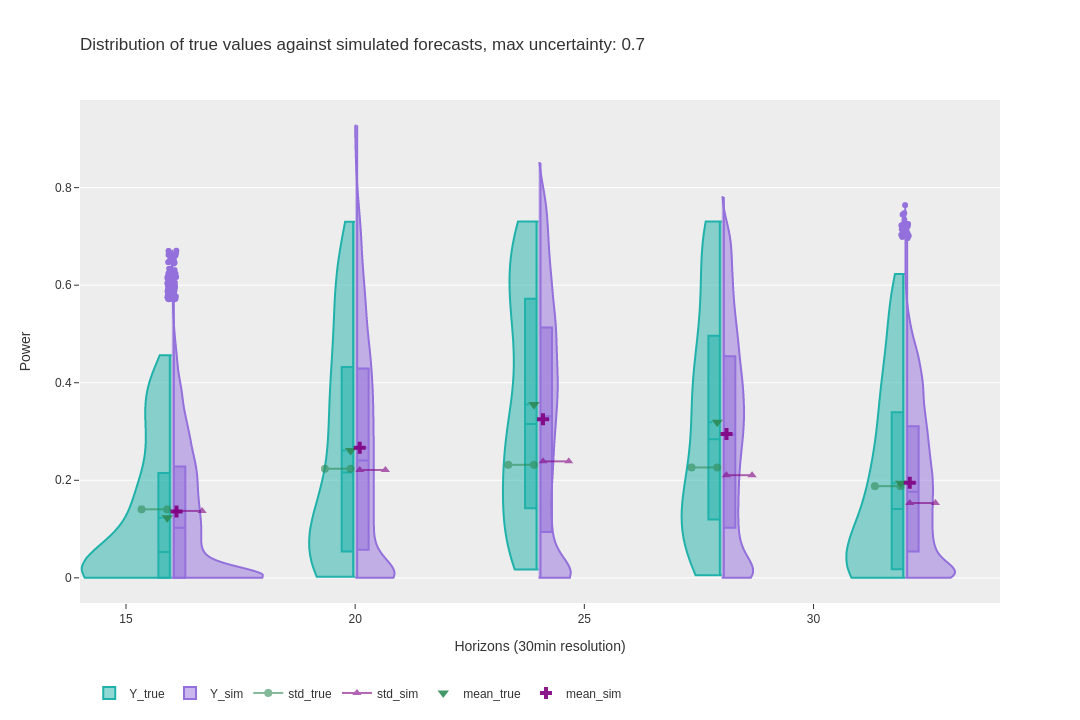 Distribution of true values against simulated forecasts, max uncertainty: 0.7
Power
0.8
0.6
0.4
0.2
0
15 20 25 30
Horizons (30min resolution)
Y_true Y_sim std_true std_sim mean_true mean_sim